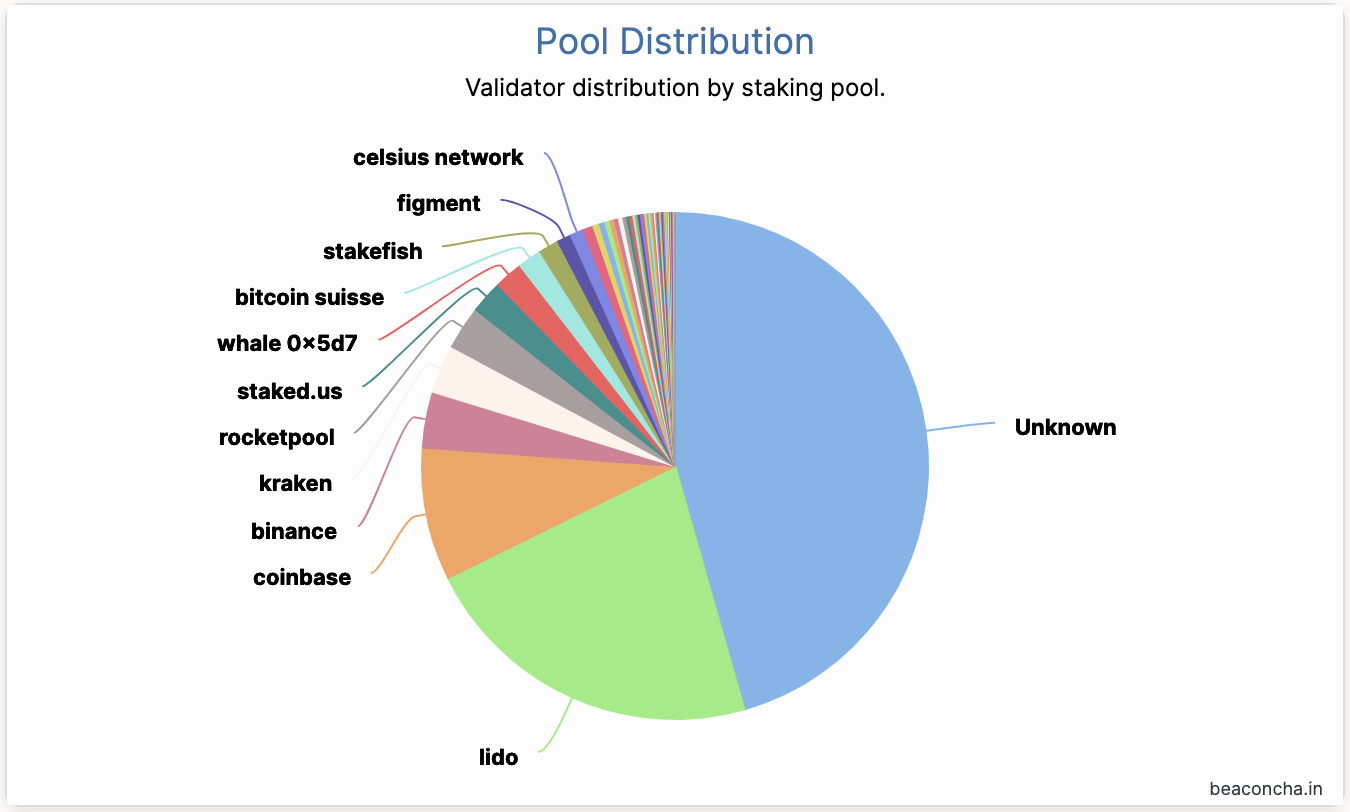 Pool Distribution
Validator distribution by staking pool.
celsius network
figment
stakefish
bitcoin suisse
whale 0×5d7
staked.us
rocketpool
kraken
binance
coinbase
lido
Unknown
beaconcha.in